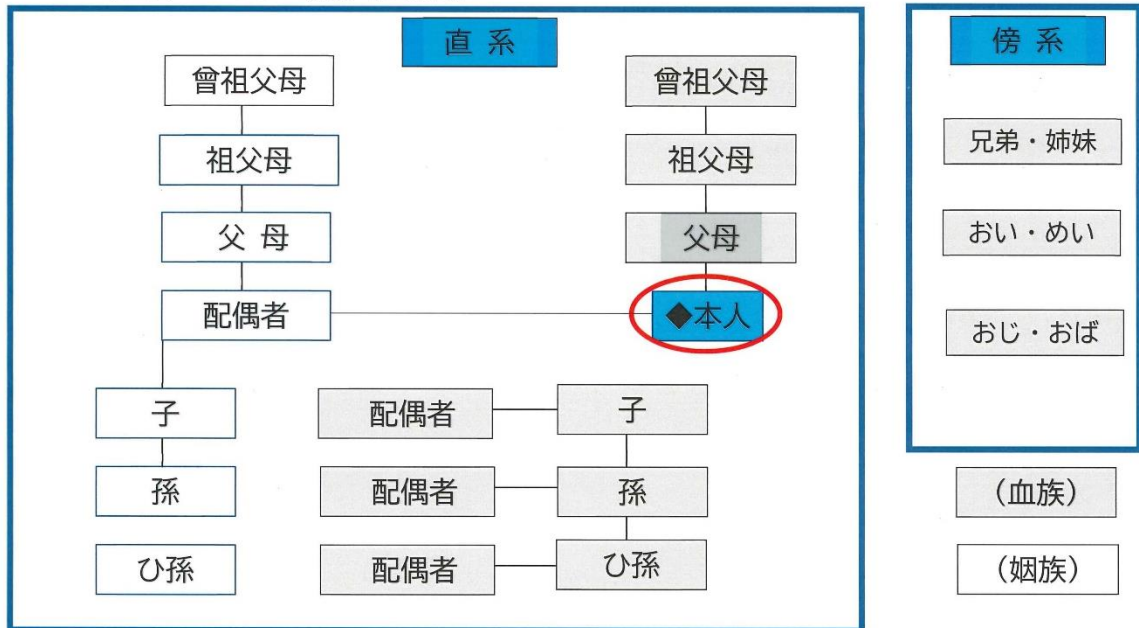 直 系
曾祖父母
曾祖父母
祖父母
祖父母
父 母
父母
配偶者
◆本人
子
配偶者
子
孫
配偶者
孫
ひ孫
配偶者
ひ孫
傍 系
兄弟・姉妹
おい・めい
おじ・おば
（血族）
（姻族）